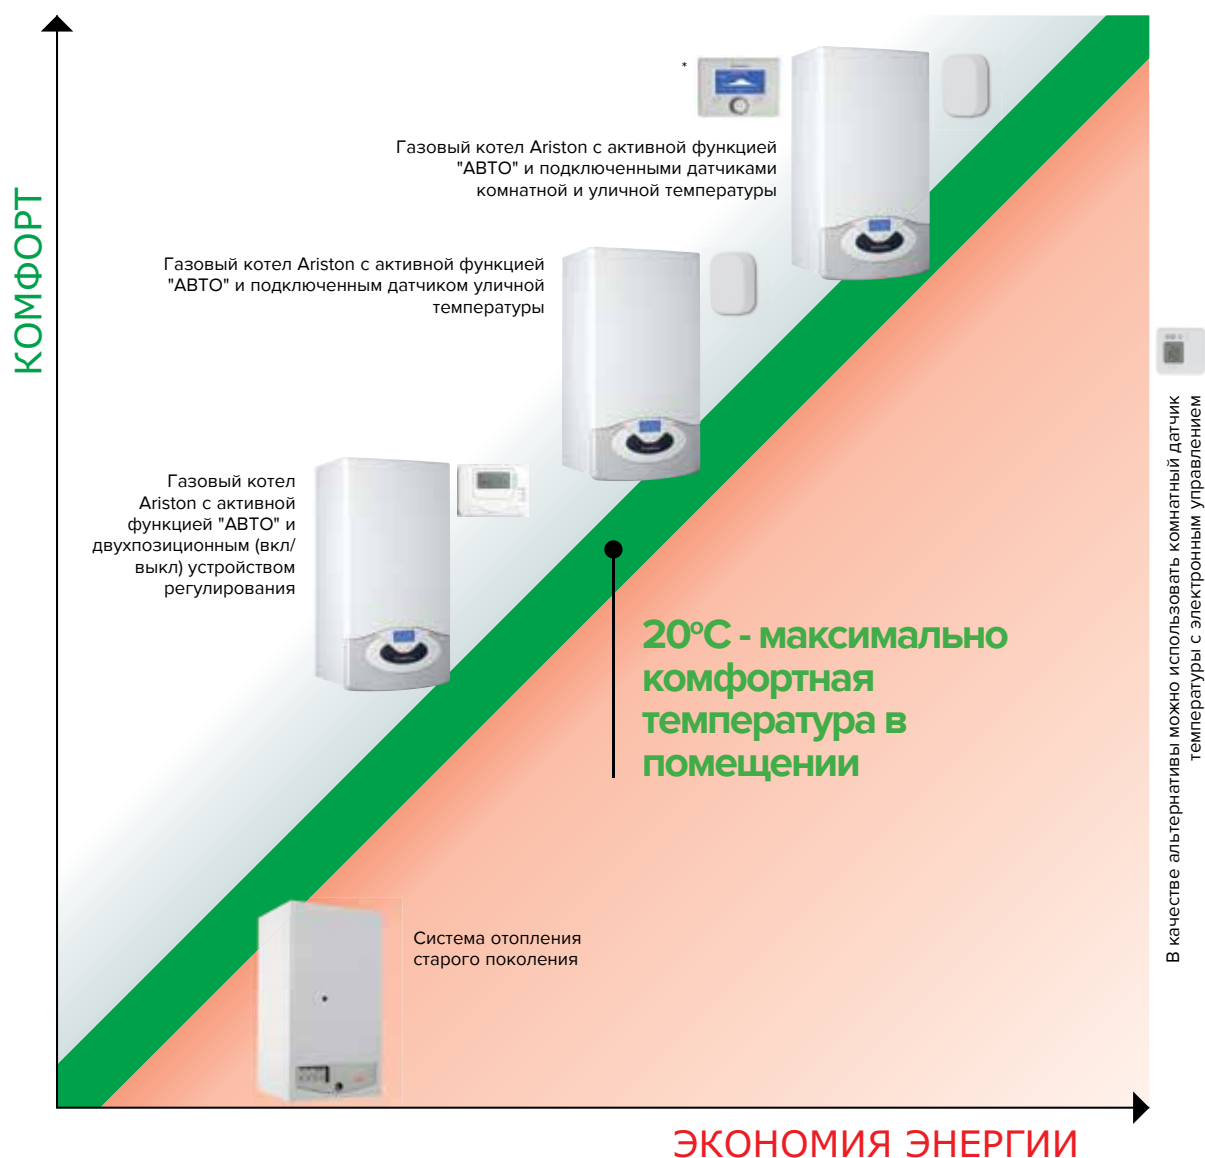 *
Газовый котел Ariston с активной функцией
"АВТО" и подключенными датчиками
комнатной и уличной температуры
Газовый котел Ariston с активной функцией
"АВТО" и подключенным датчиком уличной
температуры
Газовый котел
Ariston с активной
функцией "АВТО" и
двухпозиционным (вкл/
выкл) устройством
регулирования
КОМФОРТ
20°C - максимально
комфортная
температура в
помещении
Система отопления
старого поколения
ЭКОНОМИЯ ЭНЕРГИИ
В качестве альтернативы можно использовать комнатный датчик
температуры с электронным управлением